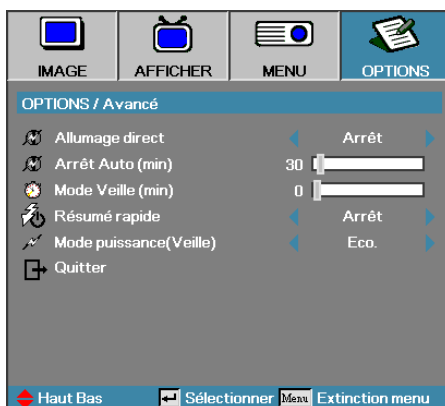 IMAGE AFFICHER MENU OPTIONS
OPTIONS / Avancé
Allumage direct Arrêt
Arrêt Auto (min) 30
Mode Veille (min) 0
Résumé rapide Arrêt
Mode puissance(Veille) Eco.
Quitter
Haut Bas Sélectionner Menu Extinction menu